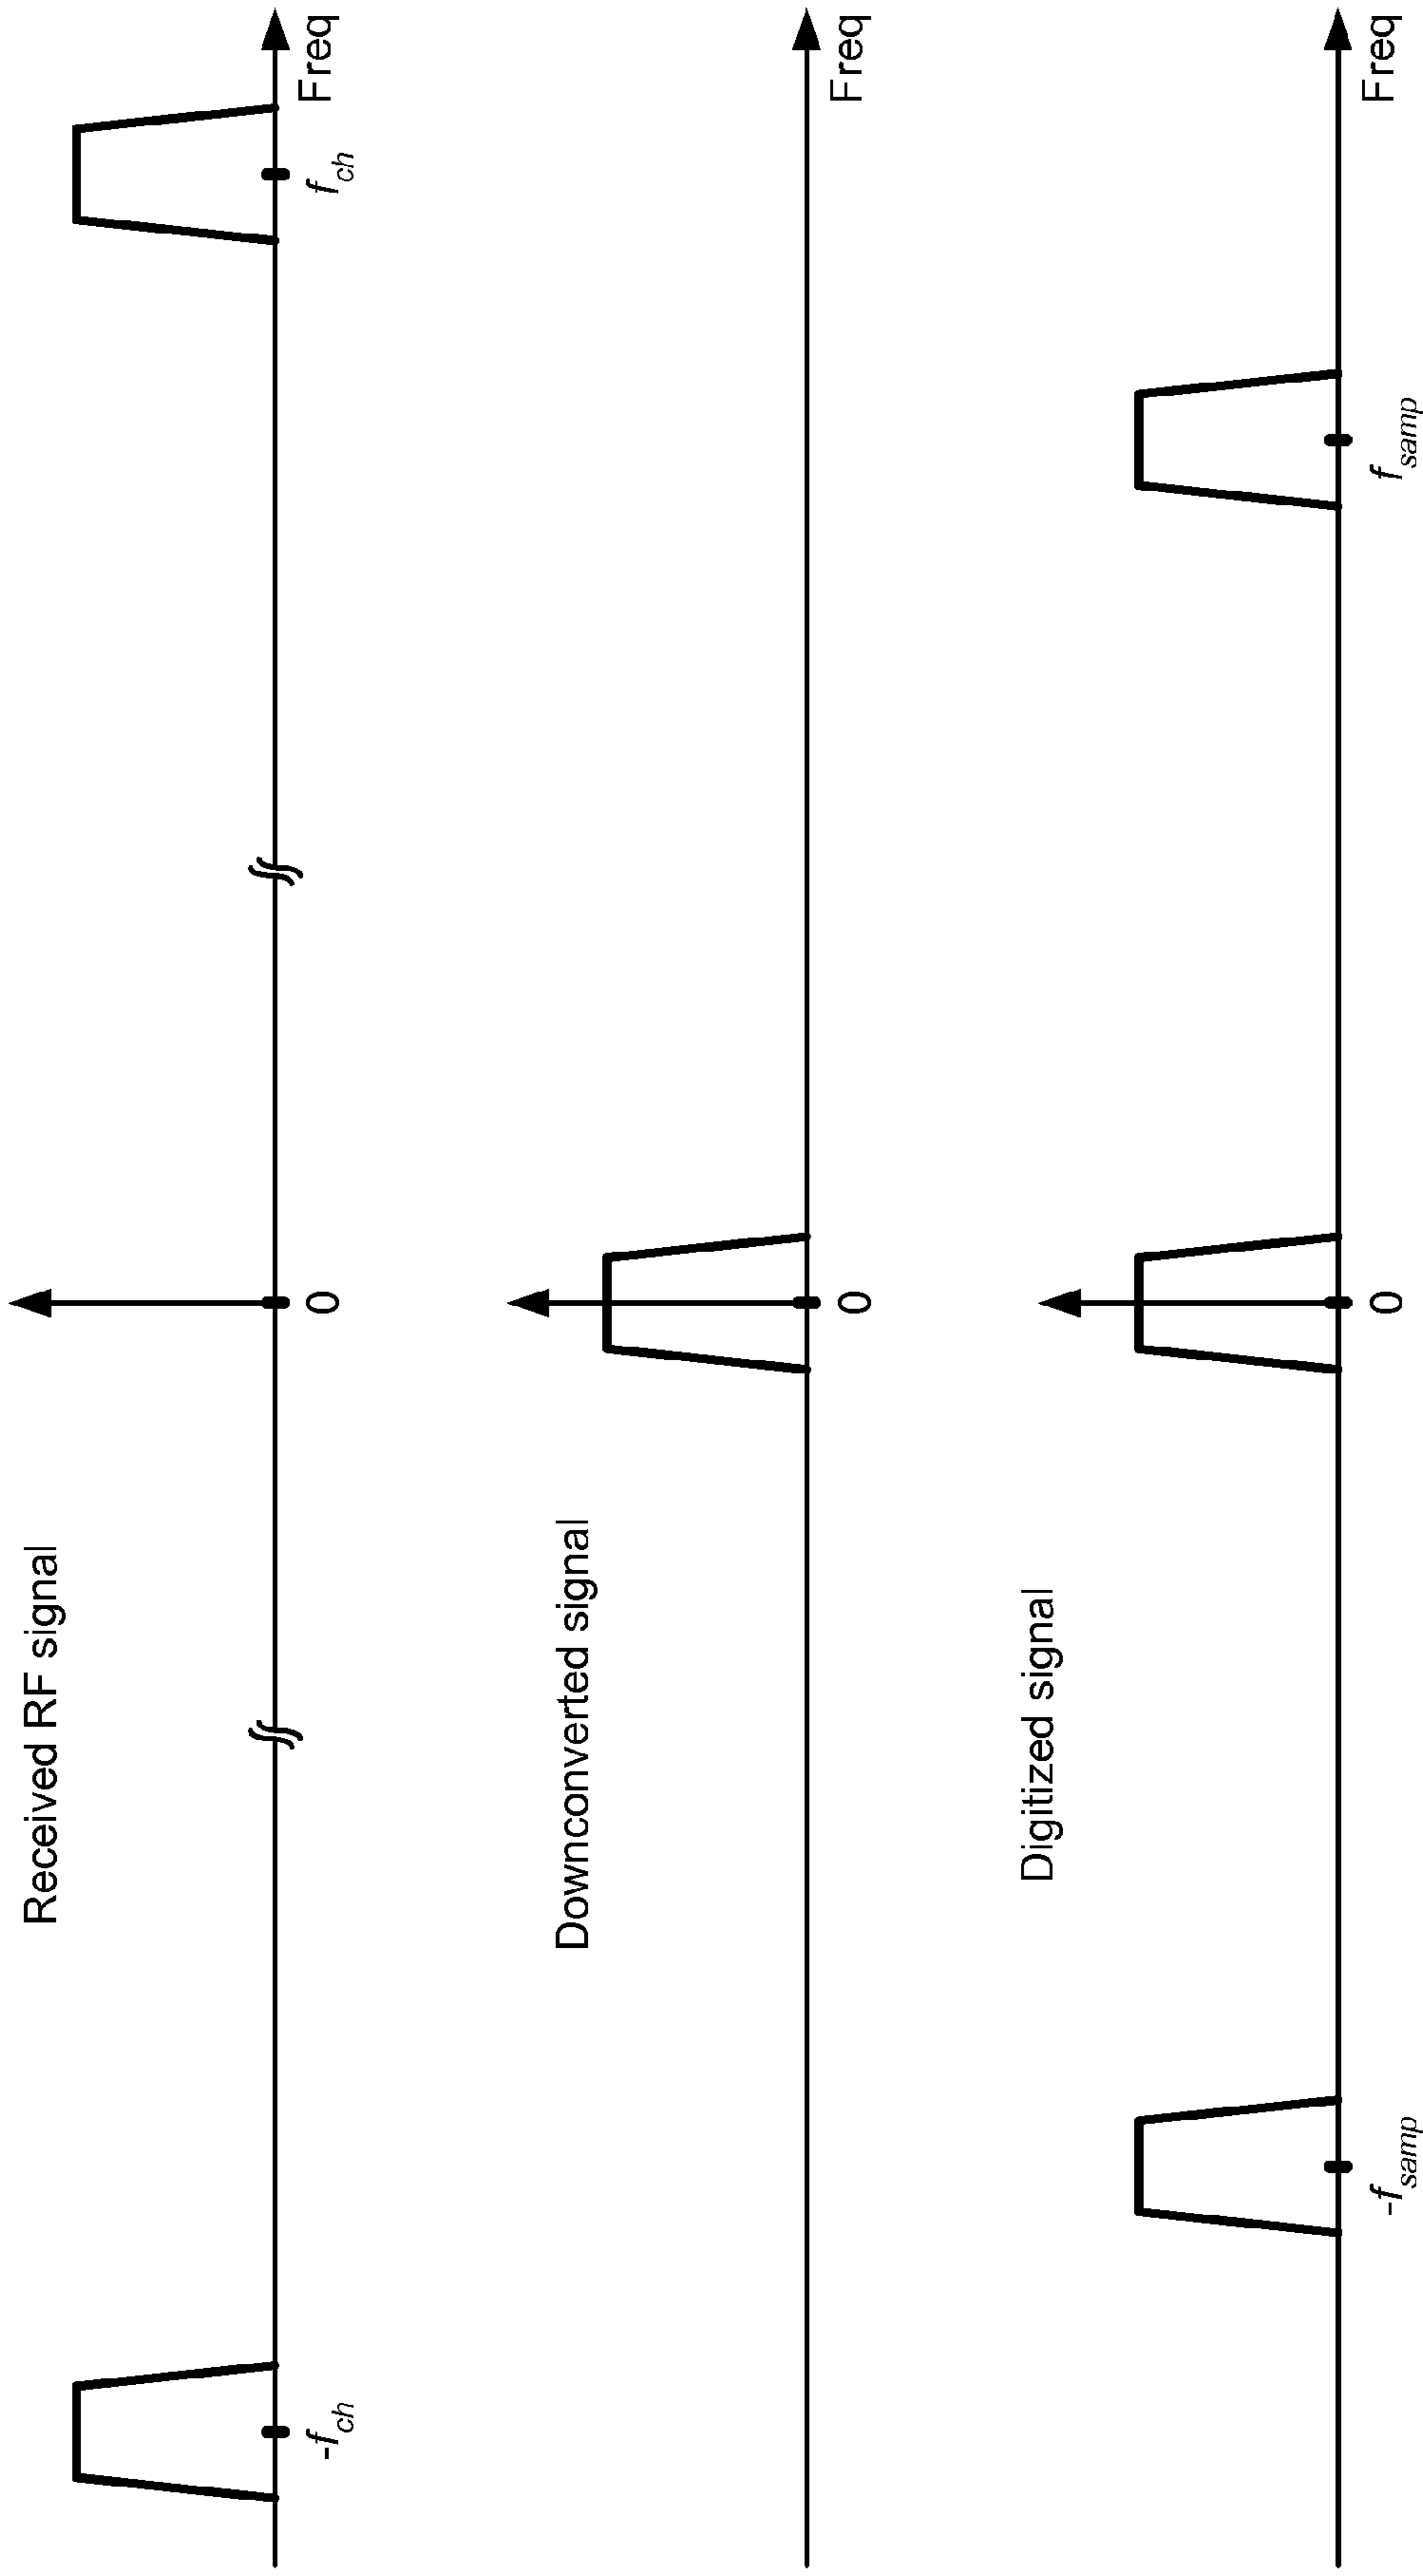 Received RF signal
-fch
0
fch
Freq
Downconverted signal
0
Freq
Digitized signal
-fsamp
0
fsamp
Freq